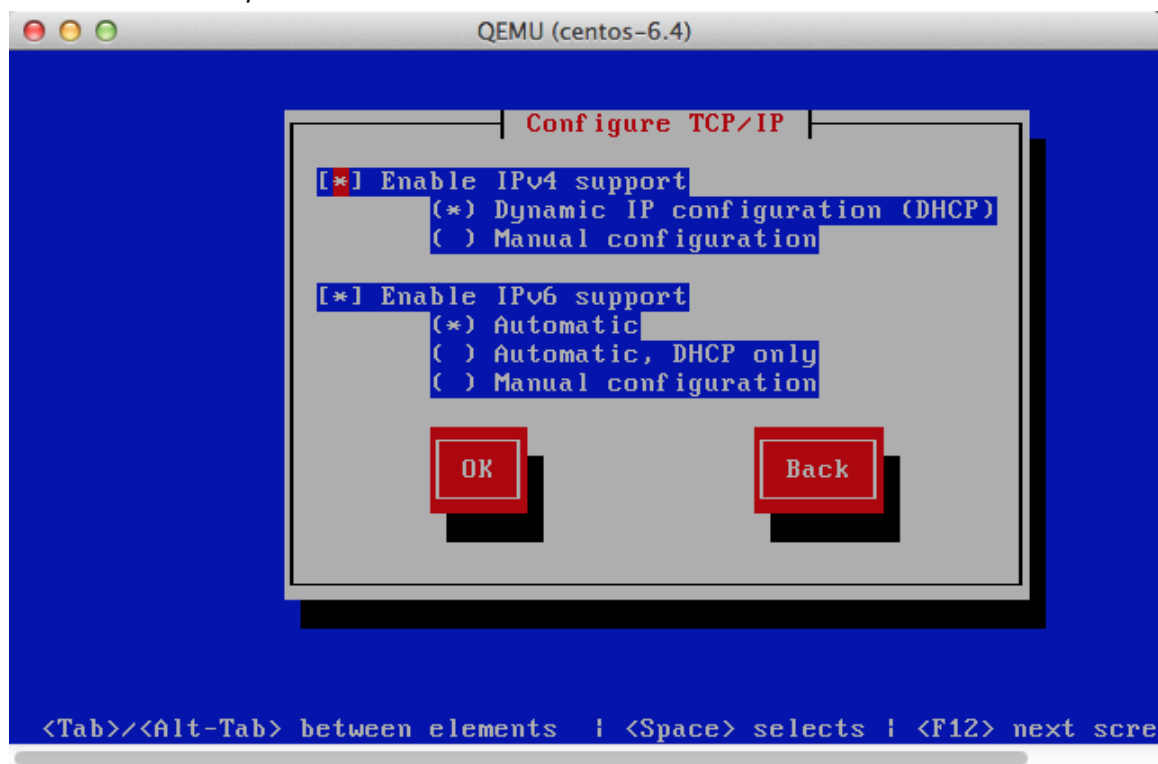 QEMU (centos-6.4)
Configure TCP/IP
[*] Enable IPv4 support
(*) Dynamic IP configuration (DHCP)
( ) Manual configuration
[*] Enable IPv6 support
(*) Automatic
( ) Automatic, DHCP only
( ) Manual configuration
OK Back
<Tab>/<Alt-Tab> between elements | <Space> selects | <F12> next scre